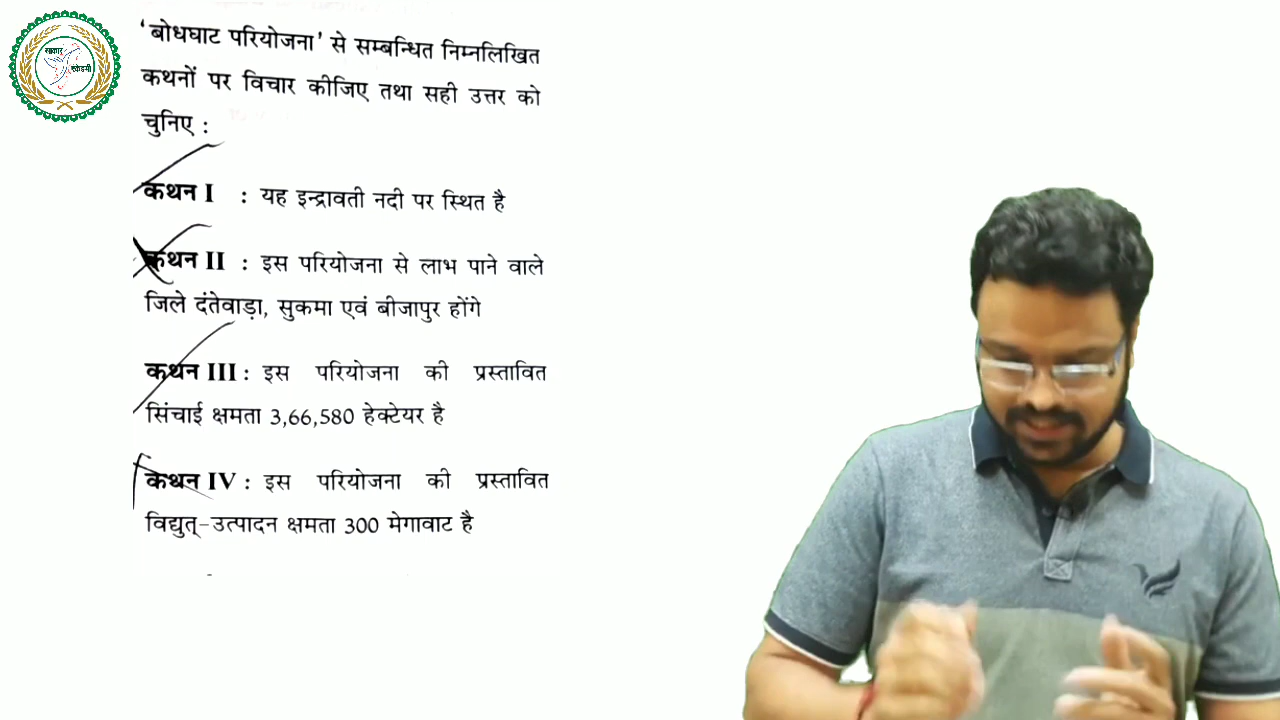 साकार
एकेडमी
'बोधघाट परियोजना' से सम्बन्धित निम्नलिखित
कथनों पर विचार कीजिए तथा सही उत्तर को
चुनिए :
कथन I : यह इन्द्रावती नदी पर स्थित है
कथन II : इस परियोजना से लाभ पाने वाले
जिले दंतेवाड़ा, सुकमा एवं बीजापुर होंगे
कथन III : इस परियोजना की प्रस्तावित
सिंचाई क्षमता 3,66,580 हेक्टेयर है
कथन IV : इस परियोजना की प्रस्तावित
विद्युत्-उत्पादन क्षमता 300 मेगावाट है